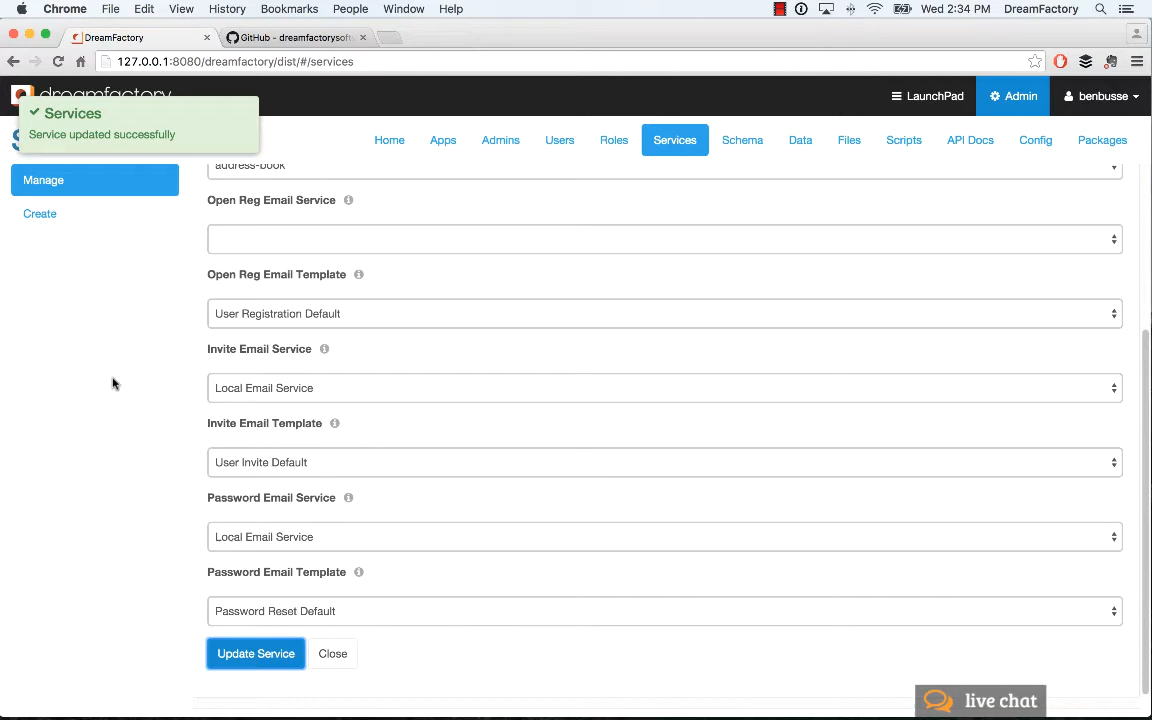 Chrome File Edit View History Bookmarks People Window Help Wed 2:34 PM DreamFactory
DreamFactory GitHub - dreamfactorysoft
127.0.0.1:8080/dreamfactory/dist/#/services
dreamfactory LaunchPad Admin benbusse
Services
Service updated successfully
Home Apps Admins Users Roles Services Schema Data Files Scripts API Docs Config Packages
address-book
Manage
Create
Open Reg Email Service
Open Reg Email Template
User Registration Default
Invite Email Service
Local Email Service
Invite Email Template
User Invite Default
Password Email Service
Local Email Service
Password Email Template
Password Reset Default
Update Service Close
live chat